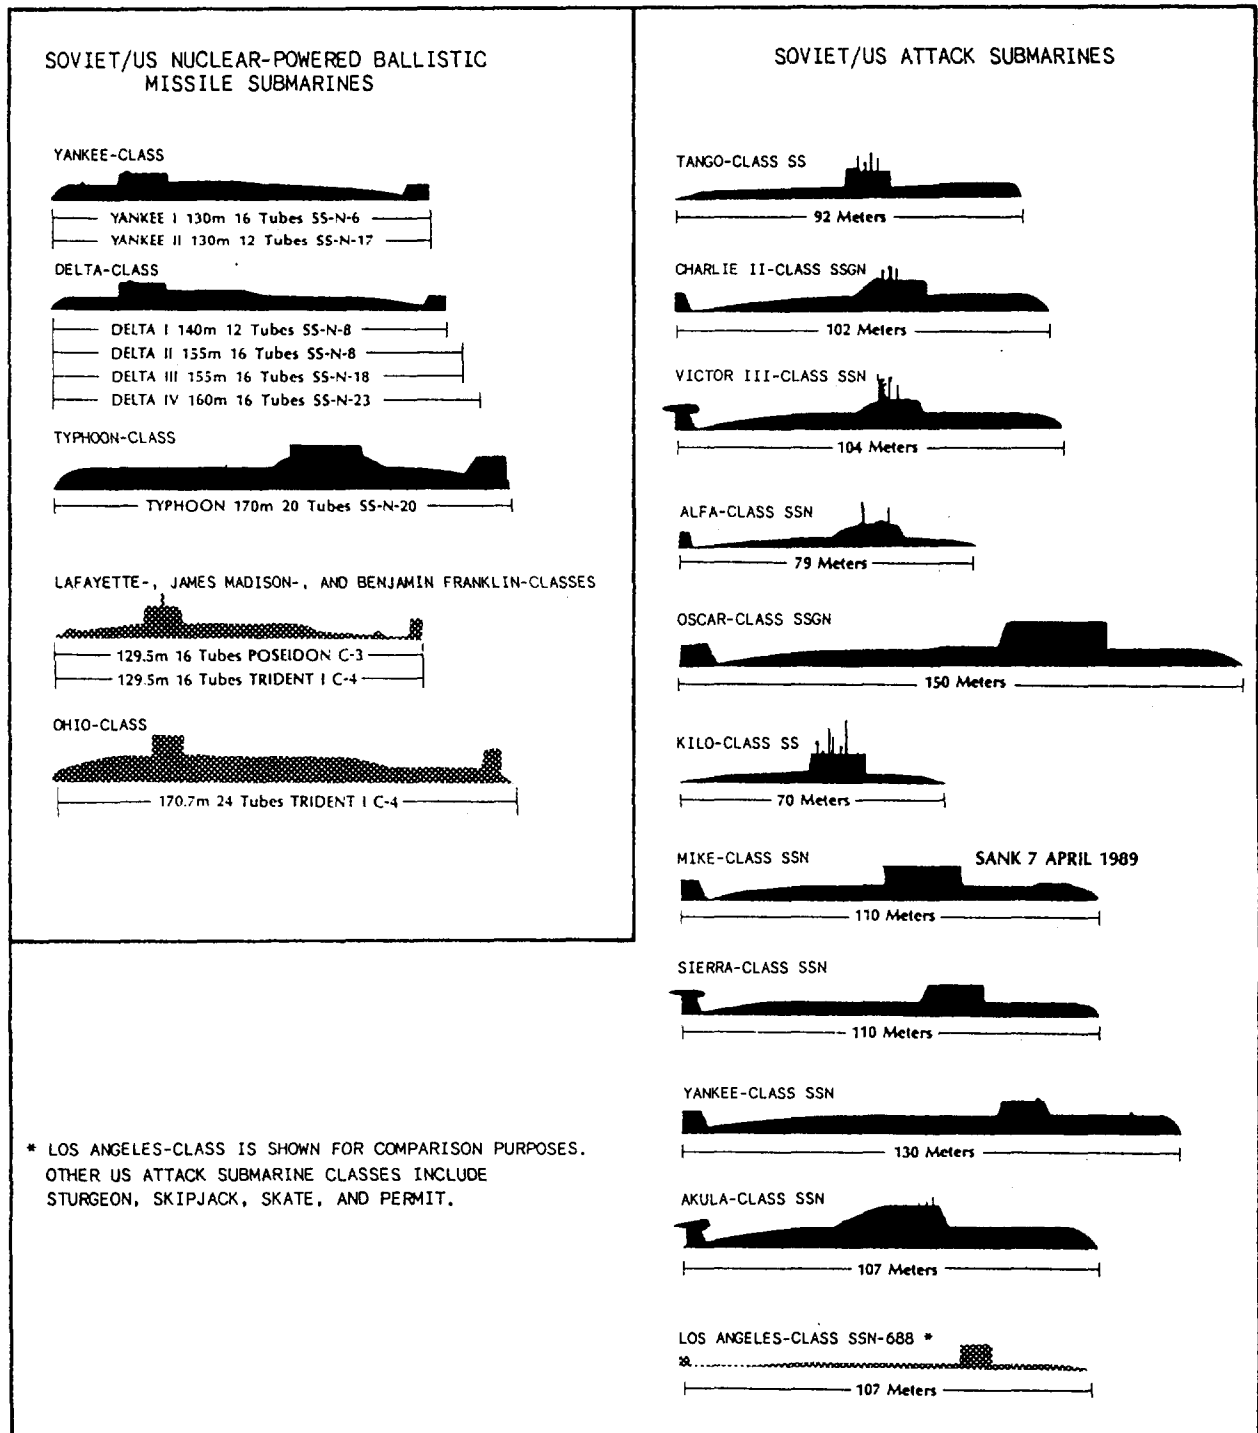 SOVIET/US NUCLEAR-POWERED BALLISTIC
MISSILE SUBMARINES
YANKEE-CLASS
YANKEE I 130m 16 Tubes SS-N-6
YANKEE II 130m 12 Tubes SS-N-17
DELTA-CLASS
DELTA I 140m 12 Tubes SS-N-8
DELTA II 155m 16 Tubes SS-N-8
DELTA III 155m 16 Tubes SS-N-18
DELTA IV 160m 16 Tubes SS-N-23
TYPHOON-CLASS
TYPHOON 170m 20 Tubes SS-N-20
LAFAYETTE-, JAMES MADISON-, AND BENJAMIN FRANKLIN-CLASSES
129.5m 16 Tubes POSEIDON C-3
129.5m 16 Tubes TRIDENT I C-4
OHIO-CLASS
170.7m 24 Tubes TRIDENT I C-4
SOVIET/US ATTACK SUBMARINES
TANGO-CLASS SS
92 Meters
CHARLIE II-CLASS SSGN
102 Meters
VICTOR III-CLASS SSN
104 Meters
ALFA-CLASS SSN
79 Meters
OSCAR-CLASS SSGN
150 Meters
KILO-CLASS SS
70 Meters
MIKE-CLASS SSN
SANK 7 APRIL 1989
110 Meters
SIERRA-CLASS SSN
110 Meters
YANKEE-CLASS SSN
130 Meters
AKULA-CLASS SSN
107 Meters
LOS ANGELES-CLASS SSN-688 *
107 Meters
* LOS ANGELES-CLASS IS SHOWN FOR COMPARISON PURPOSES.
OTHER US ATTACK SUBMARINE CLASSES INCLUDE
STURGEON, SKIPJACK, SKATE, AND PERMIT.